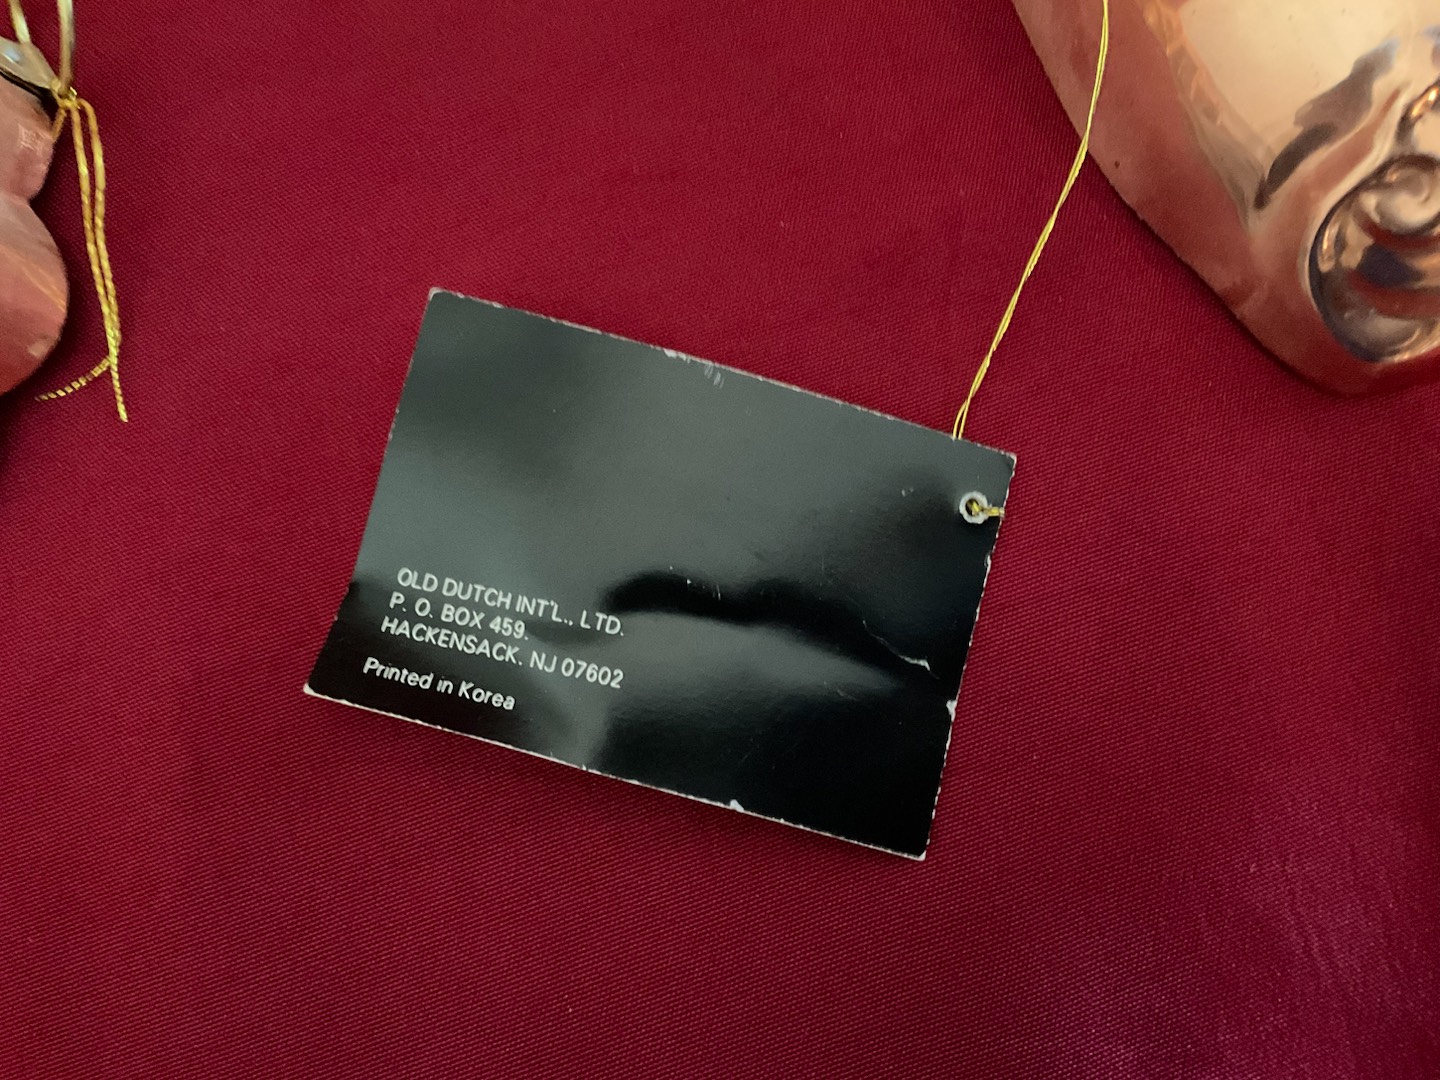 OLD DUTCH INT'L., LTD.
P. O. BOX 459.
HACKENSACK. NJ 07602
Printed in Korea